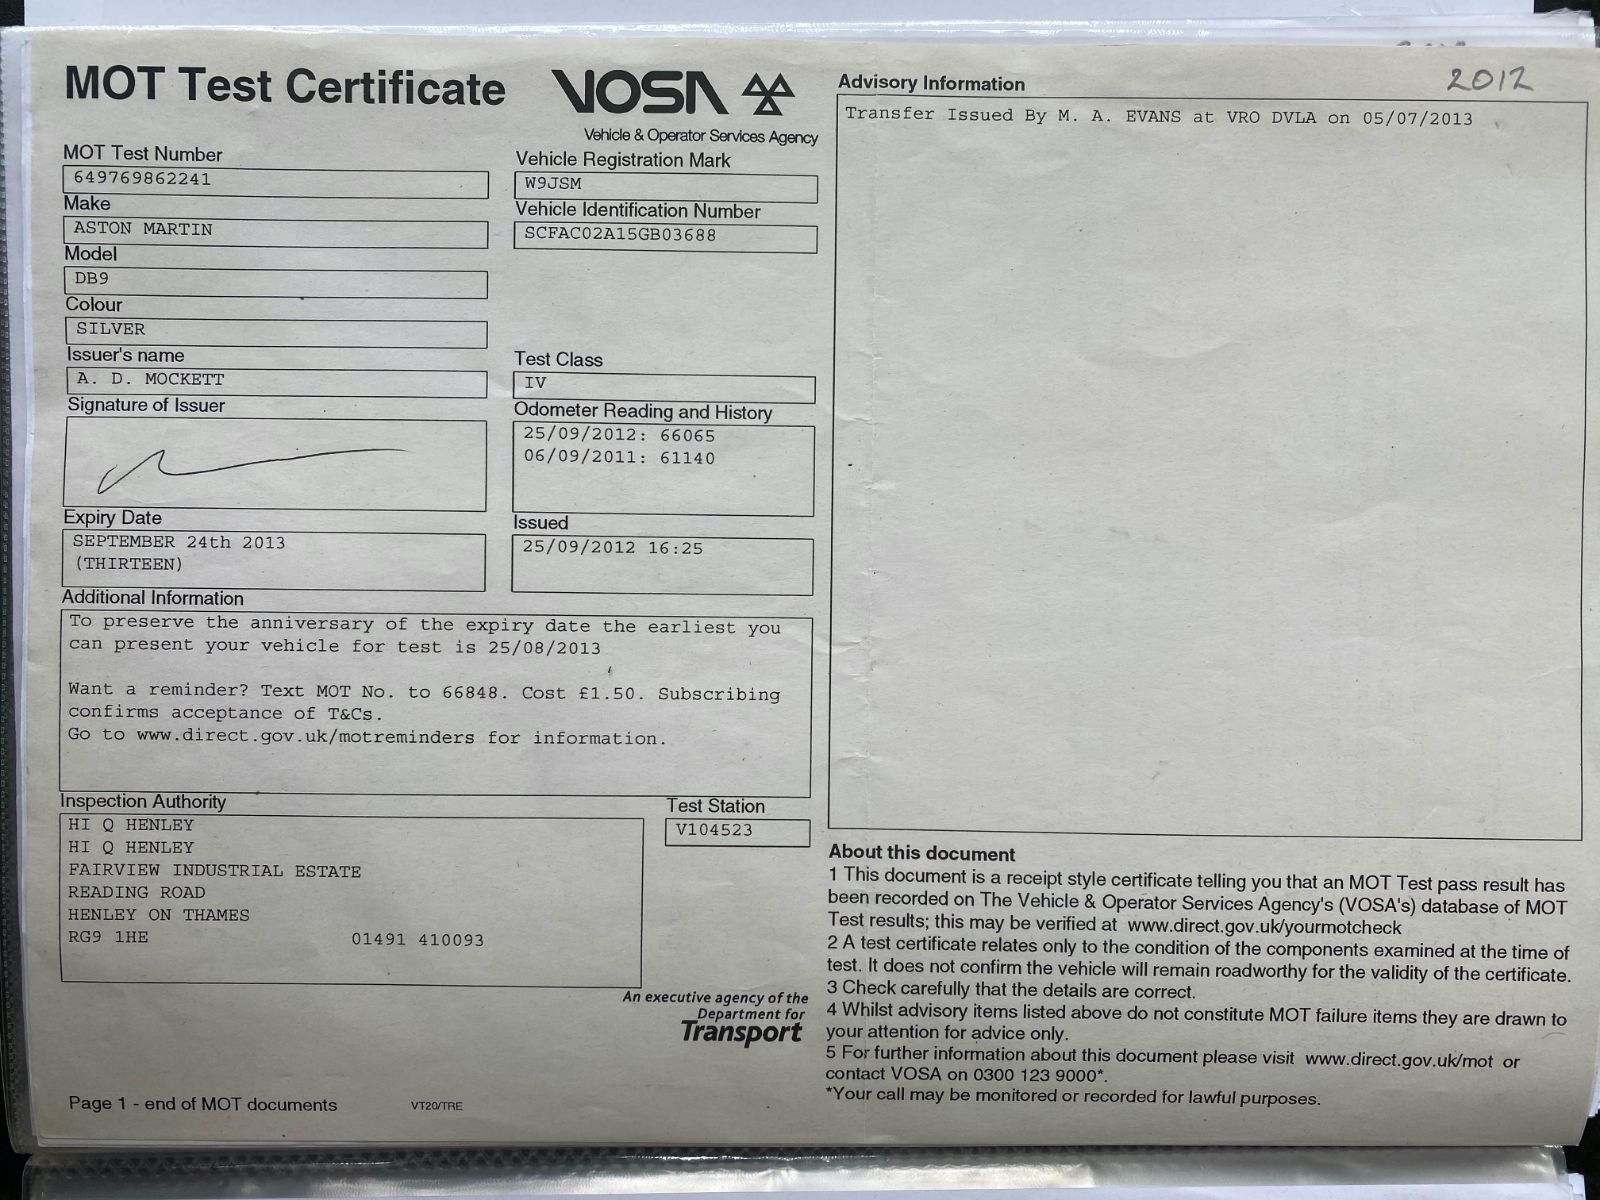 MOT Test Certificate
VOSA
Vehicle & Operator Services Agency
MOT Test Number
649769862241
Vehicle Registration Mark
W9JSM
Make
ASTON MARTIN
Vehicle Identification Number
SCFAC02A15GB03688
Model
DB9
Colour
SILVER
Issuer's name
A. D. MOCKETT
Test Class
IV
Signature of Issuer
Odometer Reading and History
25/09/2012: 66065
06/09/2011: 61140
Expiry Date
SEPTEMBER 24th 2013
(THIRTEEN)
Issued
25/09/2012 16:25
Additional Information
To preserve the anniversary of the expiry date the earliest you
can present your vehicle for test is 25/08/2013
Want a reminder? Text MOT No. to 66848. Cost £1.50. Subscribing
confirms acceptance of T&Cs.
Go to www.direct.gov.uk/motreminders for information.
Inspection Authority
HI Q HENLEY
HI Q HENLEY
FAIRVIEW INDUSTRIAL ESTATE
READING ROAD
HENLEY ON THAMES
RG9 1HE 01491 410093
Test Station
V104523
An executive agency of the
Department for
Transport
Page 1 - end of MOT documents VT20/TRE
Advisory Information
2012
Transfer Issued By M. A. EVANS at VRO DVLA on 05/07/2013
About this document
1 This document is a receipt style certificate telling you that an MOT Test pass result has
been recorded on The Vehicle & Operator Services Agency's (VOSA's) database of MOT
Test results; this may be verified at www.direct.gov.uk/yourmotcheck
2 A test certificate relates only to the condition of the components examined at the time of
test. It does not confirm the vehicle will remain roadworthy for the validity of the certificate.
3 Check carefully that the details are correct.
4 Whilst advisory items listed above do not constitute MOT failure items they are drawn to
your attention for advice only.
5 For further information about this document please visit www.direct.gov.uk/mot or
contact VOSA on 0300 123 9000*.
*Your call may be monitored or recorded for lawful purposes.